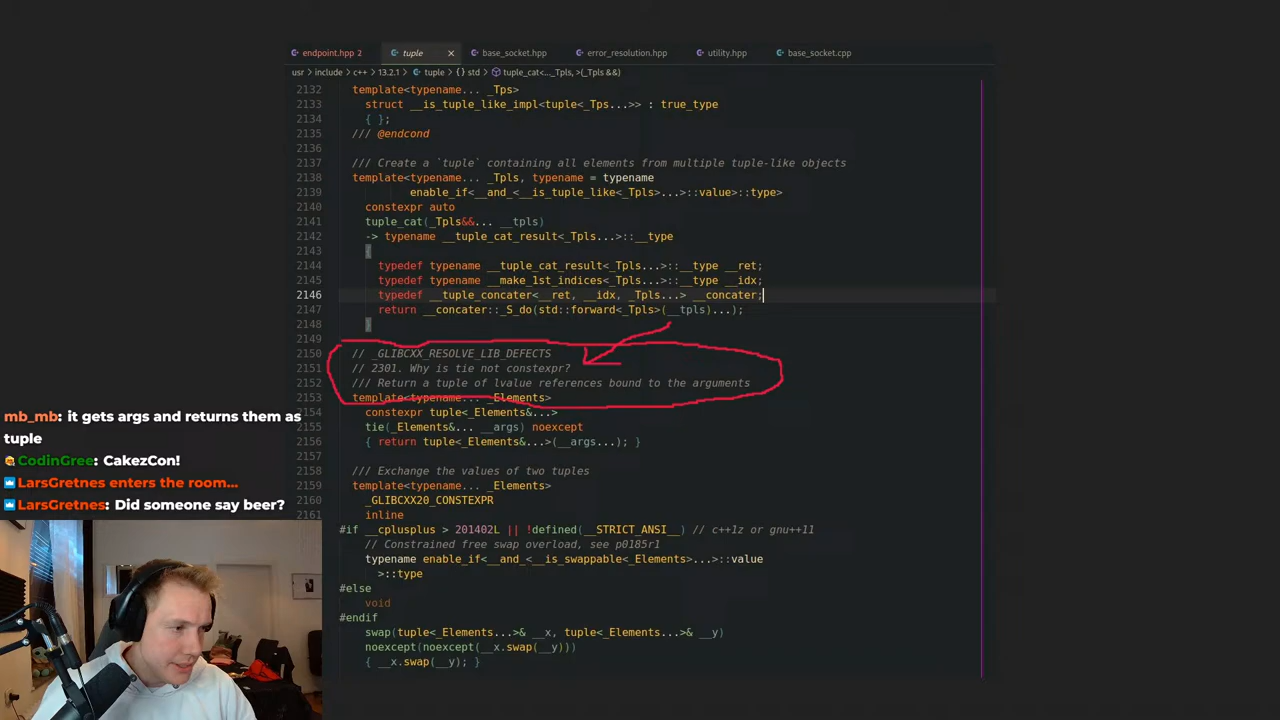 endpoint.hpp 2 tuple base_socket.hpp error_resolution.hpp utility.hpp base_socket.cpp
usr > include > c++ > 13.2.1 > tuple > {} std > tuple_cat<..._Tpls, >(_Tpls &&)
2132 template<typename... _Tps>
2133 struct __is_tuple_like_impl<tuple<_Tps...>> : true_type
2134 { };
2135 /// @endcond
2136
2137 /// Create a `tuple` containing all elements from multiple tuple-like objects
2138 template<typename... _Tpls, typename = typename
2139 enable_if<__and_<__is_tuple_like<_Tpls>...>::value>::type>
2140 constexpr auto
2141 tuple_cat(_Tpls&&... __tpls)
2142 -> typename __tuple_cat_result<_Tpls...>::__type
2143 {
2144 typedef typename __tuple_cat_result<_Tpls...>::__type __ret;
2145 typedef typename __make_1st_indices<_Tpls...>::__type __idx;
2146 typedef __tuple_concater<__ret, __idx, _Tpls...> __concater;
2147 return __concater::_S_do(std::forward<_Tpls>(__tpls)...);
2148 }
2149
2150 // _GLIBCXX_RESOLVE_LIB_DEFECTS
2151 // 2301. Why is tie not constexpr?
2152 /// Return a tuple of lvalue references bound to the arguments
2153 template<typename... _Elements>
2154 constexpr tuple<_Elements&...>
2155 tie(_Elements&... __args) noexcept
2156 { return tuple<_Elements&...>(__args...); }
2157
2158 /// Exchange the values of two tuples
2159 template<typename... _Elements>
2160 _GLIBCXX20_CONSTEXPR
2161 inline
#if __cplusplus > 201402L || !defined(__STRICT_ANSI__) // c++1z or gnu++11
// Constrained free swap overload, see p0185r1
typename enable_if<__and_<__is_swappable<_Elements>...>::value
>::type
#else
void
#endif
swap(tuple<_Elements...>& __x, tuple<_Elements...>& __y)
noexcept(noexcept(__x.swap(__y)))
{ __x.swap(__y); }
mb_mb: it gets args and returns them as
tuple
CodinGree: CakezCon!
LarsGretnes enters the room...
LarsGretnes: Did someone say beer?